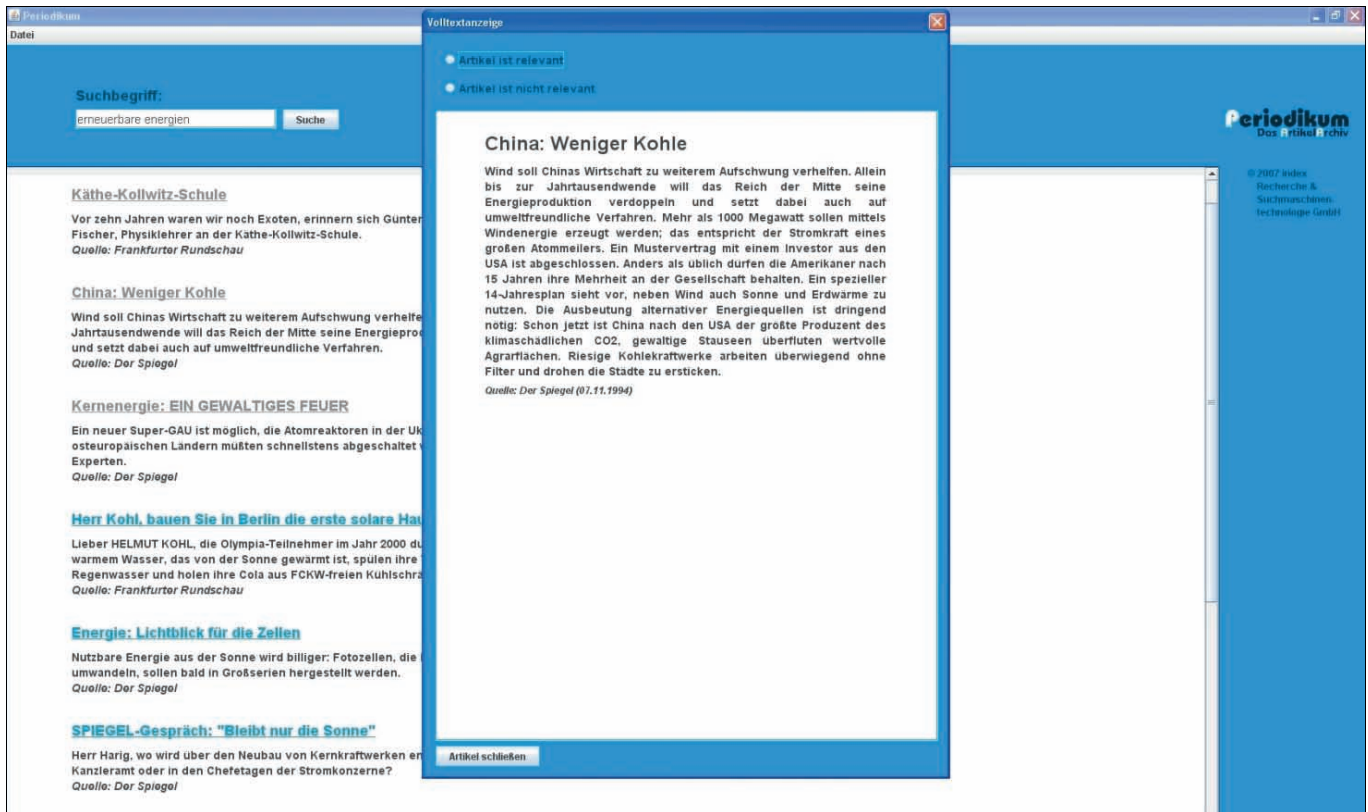 Periodikum
Datei
Suchbegriff:
erneuerbare energien
Suche
Käthe-Kollwitz-Schule
Vor zehn Jahren waren wir noch Exoten, erinnern sich Günter
Fischer, Physiklehrer an der Käthe-Kollwitz-Schule.
Quelle: Frankfurter Rundschau
China: Weniger Kohle
Wind soll Chinas Wirtschaft zu weiterem Aufschwung verhelfe
Jahrtausendwende will das Reich der Mitte seine Energieprod
und setzt dabei auch auf umweltfreundliche Verfahren.
Quelle: Der Spiegel
Kernenergie: EIN GEWALTIGES FEUER
Ein neuer Super-GAU ist möglich, die Atomreaktoren in der Uk
osteuropäischen Ländern müßten schnellstens abgeschaltet
Experten.
Quelle: Der Spiegel
Herr Kohl, bauen Sie in Berlin die erste solare Hau
Lieber HELMUT KOHL, die Olympia-Teilnehmer im Jahr 2000 du
warmem Wasser, das von der Sonne gewärmt ist, spülen ihre
Regenwasser und holen ihre Cola aus FCKW-freien Kühlschrä
Quelle: Frankfurter Rundschau
Energie: Lichtblick für die Zellen
Nutzbare Energie aus der Sonne wird billiger: Fotozellen, die
umwandeln, sollen bald in Großserien hergestellt werden.
Quelle: Der Spiegel
SPIEGEL-Gespräch: "Bleibt nur die Sonne"
Herr Harig, wo wird über den Neubau von Kernkraftwerken en
Kanzleramt oder in den Chefetagen der Stromkonzerne?
Quelle: Der Spiegel
Volltextanzeige
Artikel ist relevant
Artikel ist nicht relevant
China: Weniger Kohle
Wind soll Chinas Wirtschaft zu weiterem Aufschwung verhelfen. Allein
bis zur Jahrtausendwende will das Reich der Mitte seine
Energieproduktion verdoppeln und setzt dabei auch auf
umweltfreundliche Verfahren. Mehr als 1000 Megawatt sollen mittels
Windenergie erzeugt werden; das entspricht der Stromkraft eines
großen Atommeilers. Ein Mustervertrag mit einem Investor aus den
USA ist abgeschlossen. Anders als üblich dürfen die Amerikaner nach
15 Jahren ihre Mehrheit an der Gesellschaft behalten. Ein spezieller
14-Jahresplan sieht vor, neben Wind auch Sonne und Erdwärme zu
nutzen. Die Ausbeutung alternativer Energiequellen ist dringend
nötig: Schon jetzt ist China nach den USA der größte Produzent des
klimaschädlichen CO2, gewaltige Stauseen überfluten wertvolle
Agrarflächen. Riesige Kohlekraftwerke arbeiten überwiegend ohne
Filter und drohen die Städte zu ersticken.
Quelle: Der Spiegel (07.11.1994)
Artikel schließen
Periodikum
Das ArtikelArchiv
© 2007 Index
Recherche &
Suchmaschinen-
technologie GmbH